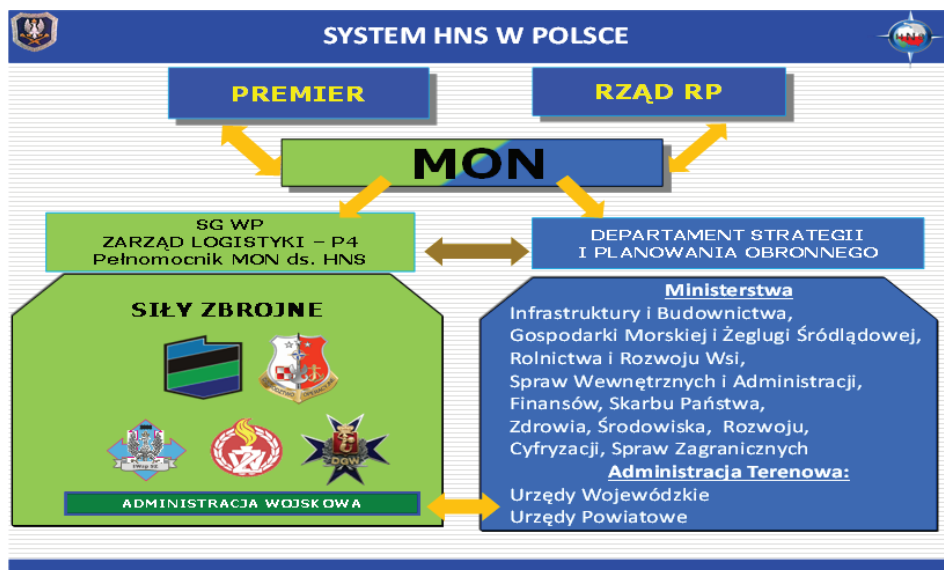 SYSTEM HNS W POLSCE
HNS
PREMIER
RZĄD RP
MON
SG WP
ZARZĄD LOGISTYKI – P4
Pełnomocnik MON ds. HNS
DEPARTAMENT STRATEGII
I PLANOWANIA OBRONNEGO
SIŁY ZBROJNE
DGW
ADMINISTRACJA WOJSKOWA
Ministerstwa
Infrastruktury i Budownictwa,
Gospodarki Morskiej i Żeglugi Śródlądowej,
Rolnictwa i Rozwoju Wsi,
Spraw Wewnętrznych i Administracji,
Finansów, Skarbu Państwa,
Zdrowia, Środowiska, Rozwoju,
Cyfryzacji, Spraw Zagranicznych
Administracja Terenowa:
Urzędy Wojewódzkie
Urzędy Powiatowe